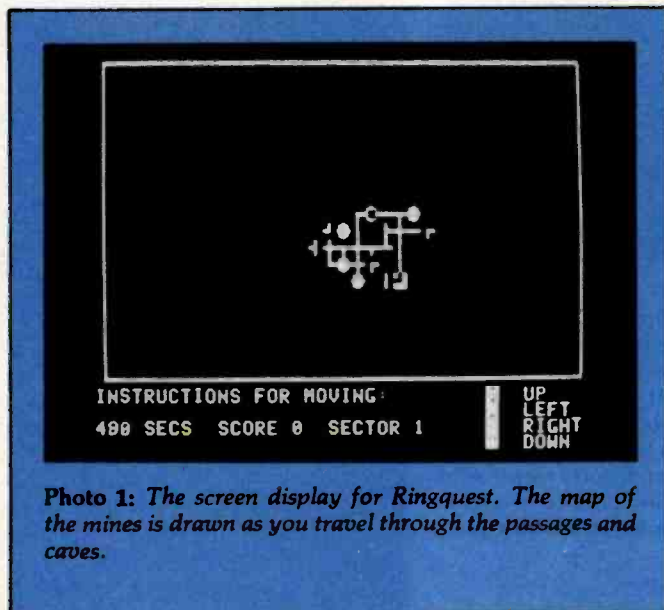 INSTRUCTIONS FOR MOVING:
490 SECS SCORE 0 SECTOR 1
UP
LEFT
RIGHT
DOWN
Photo 1: The screen display for Ringquest. The map of
the mines is drawn as you travel through the passages and
caves.